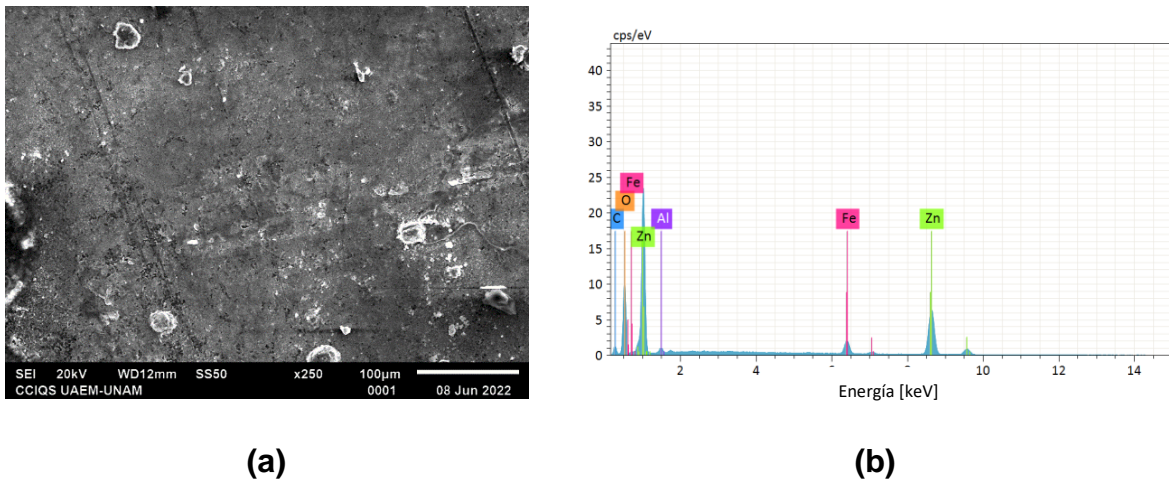 SEI 20kV WD12mm SS50 x250 100µm
CCIQS UAEM-UNAM 0001 08 Jun 2022
(a)
cps/eV
40
35
30
25
20
15
10
5
0
Fe
O
C
Al
Zn
Fe
Zn
2 4 6 8 10 12 14
Energía [keV]
(b)